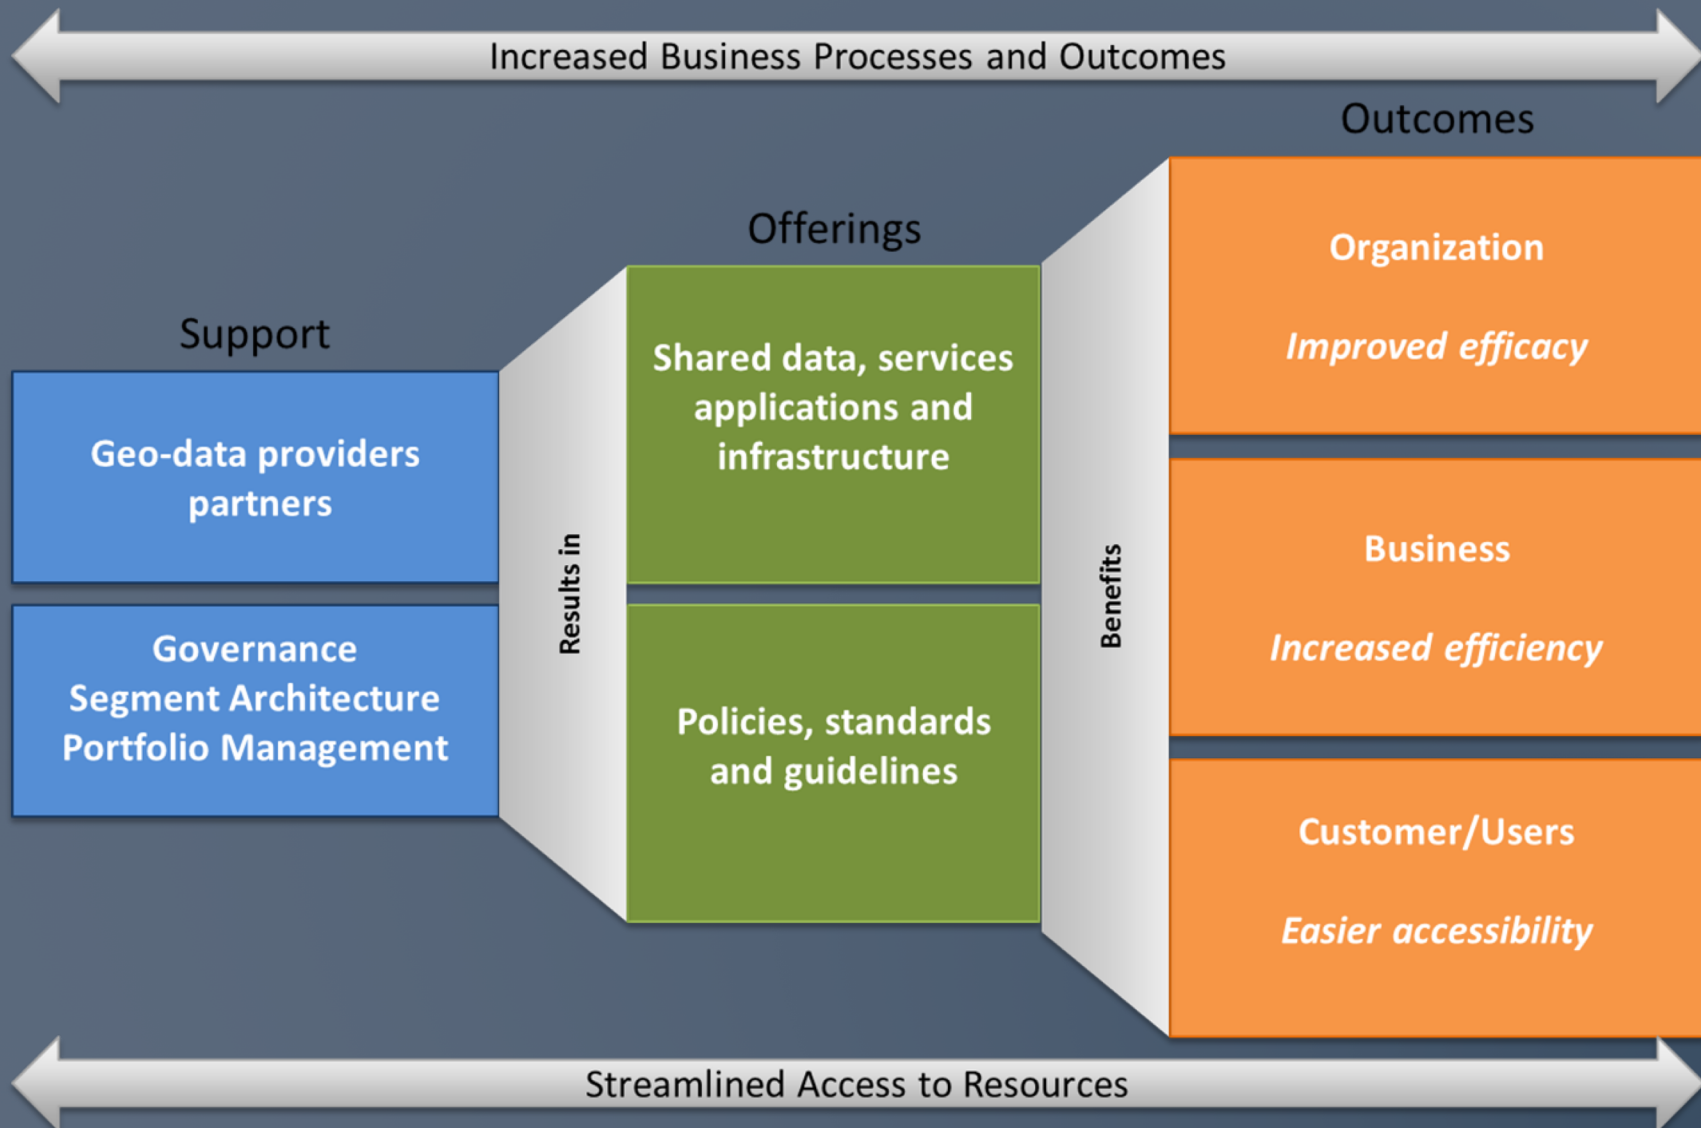 Increased Business Processes and Outcomes
Outcomes
Offerings
Support
Geo-data providers
partners
Governance
Segment Architecture
Portfolio Management
Results in
Shared data, services
applications and
infrastructure
Policies, standards
and guidelines
Benefits
Organization
Improved efficacy
Business
Increased efficiency
Customer/Users
Easier accessibility
Streamlined Access to Resources